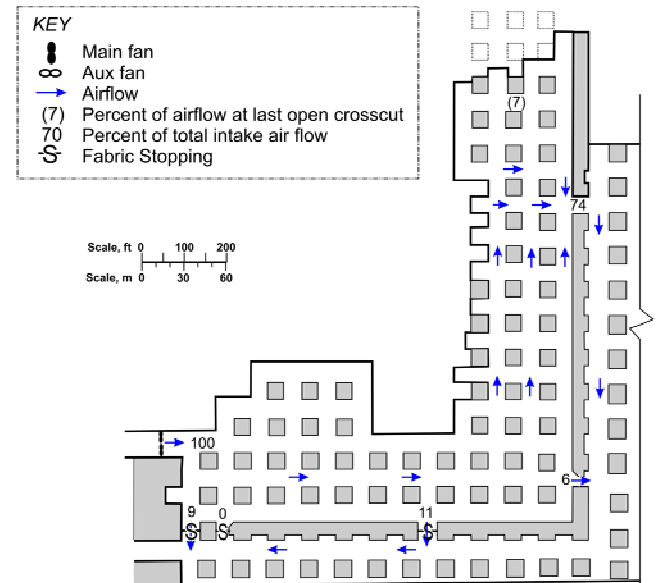 KEY
Main fan
Aux fan
Airflow
(7) Percent of airflow at last open crosscut
70 Percent of total intake air flow
S Fabric Stopping
(7)
74
Scale, ft 0 100 200
Scale, m 0 30 60
100
6
9 0 11
S S S